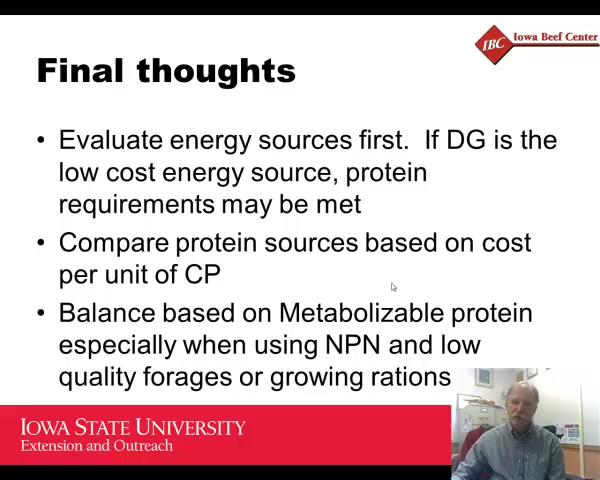 IBC Iowa Beef Center
Final thoughts
• Evaluate energy sources first.  If DG is the
low cost energy source, protein
requirements may be met
• Compare protein sources based on cost
per unit of CP
• Balance based on Metabolizable protein
especially when using NPN and low
quality forages or growing rations
IOWA STATE UNIVERSITY
Extension and Outreach